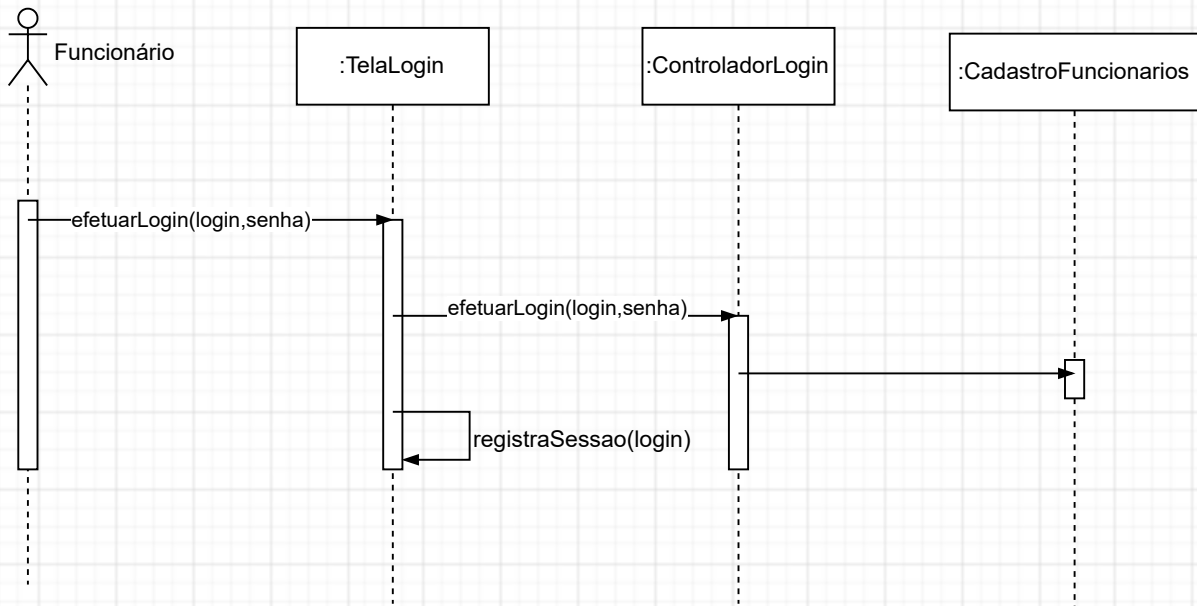 Funcionário
:TelaLogin
:ControladorLogin
:CadastroFuncionarios
efetuarLogin(login,senha)
efetuarLogin(login,senha)
registraSessao(login)